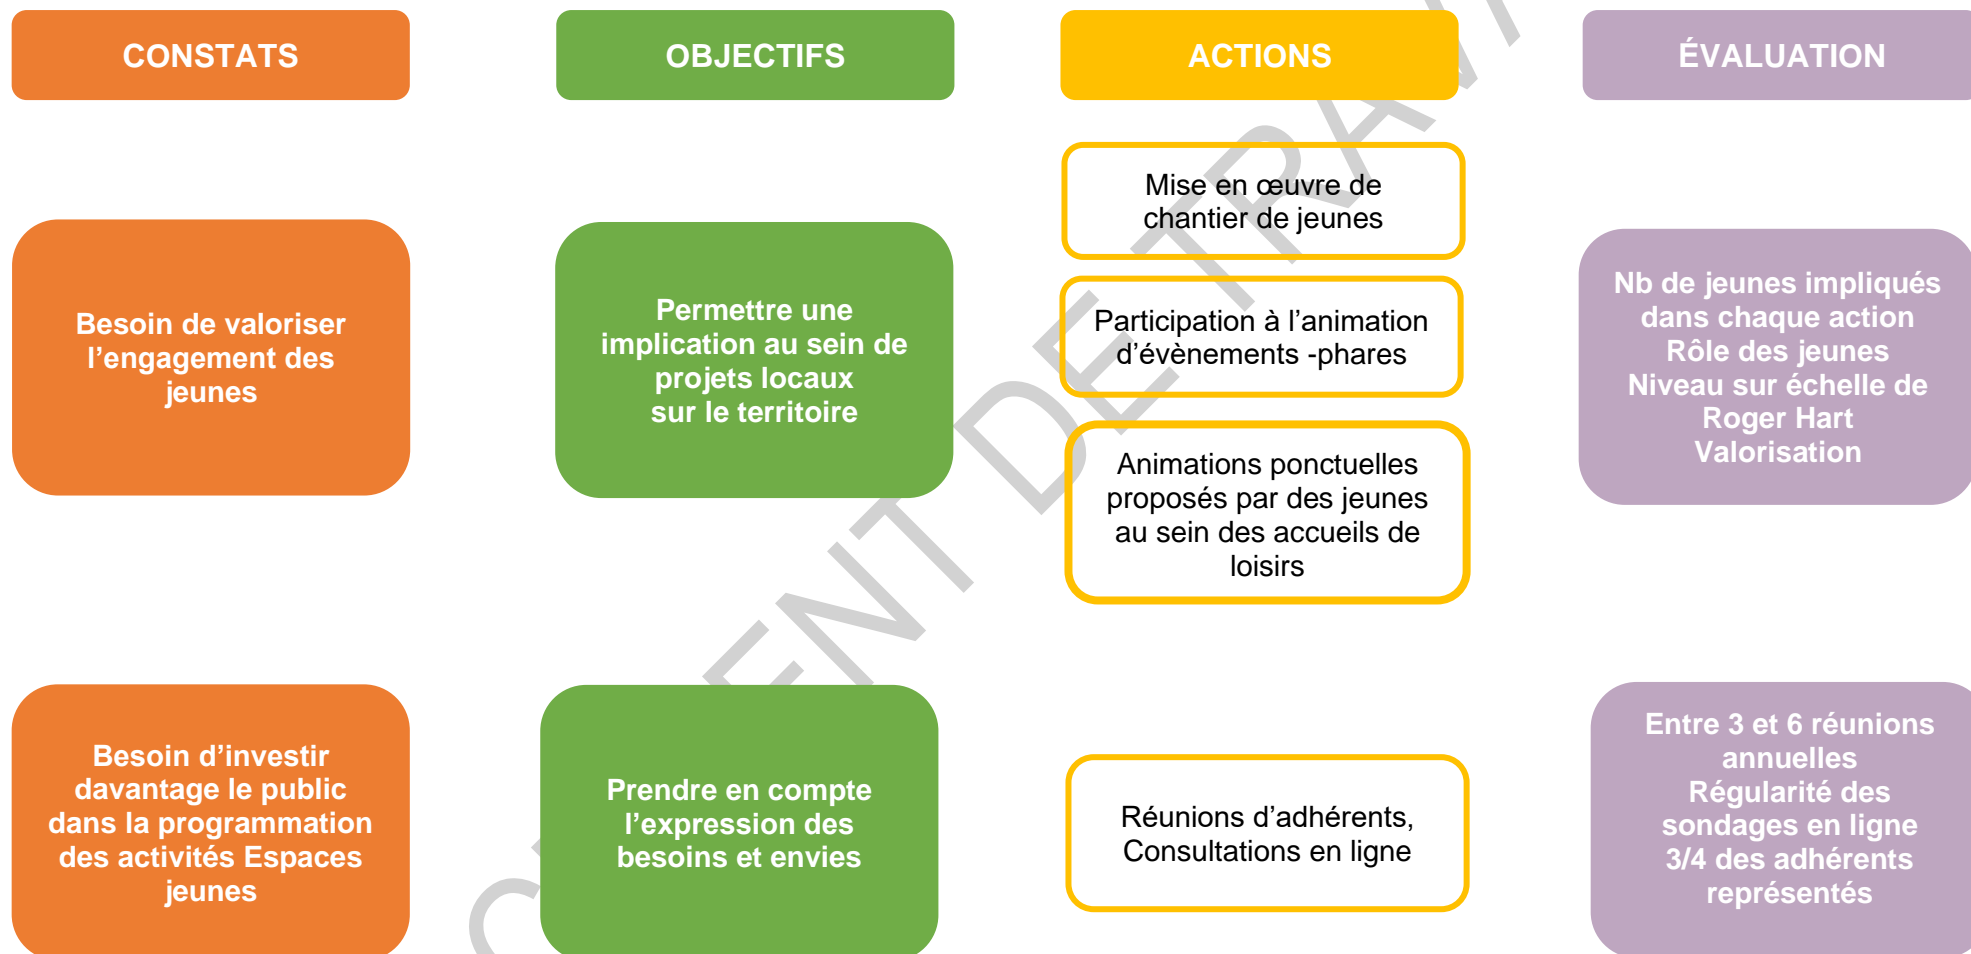 CONSTATS
OBJECTIFS
ACTIONS
ÉVALUATION
Besoin de valoriser
l’engagement des
jeunes
Permettre une
implication au sein de
projets locaux
sur le territoire
Mise en œuvre de
chantier de jeunes
Participation à l’animation
d’évènements -phares
Animations ponctuelles
proposés par des jeunes
au sein des accueils de
loisirs
Nb de jeunes impliqués
dans chaque action
Rôle des jeunes
Niveau sur échelle de
Roger Hart
Valorisation
Besoin d’investir
davantage le public
dans la programmation
des activités Espaces
jeunes
Prendre en compte
l’expression des
besoins et envies
Réunions d’adhérents,
Consultations en ligne
Entre 3 et 6 réunions
annuelles
Régularité des
sondages en ligne
3/4 des adhérents
représentés
DE